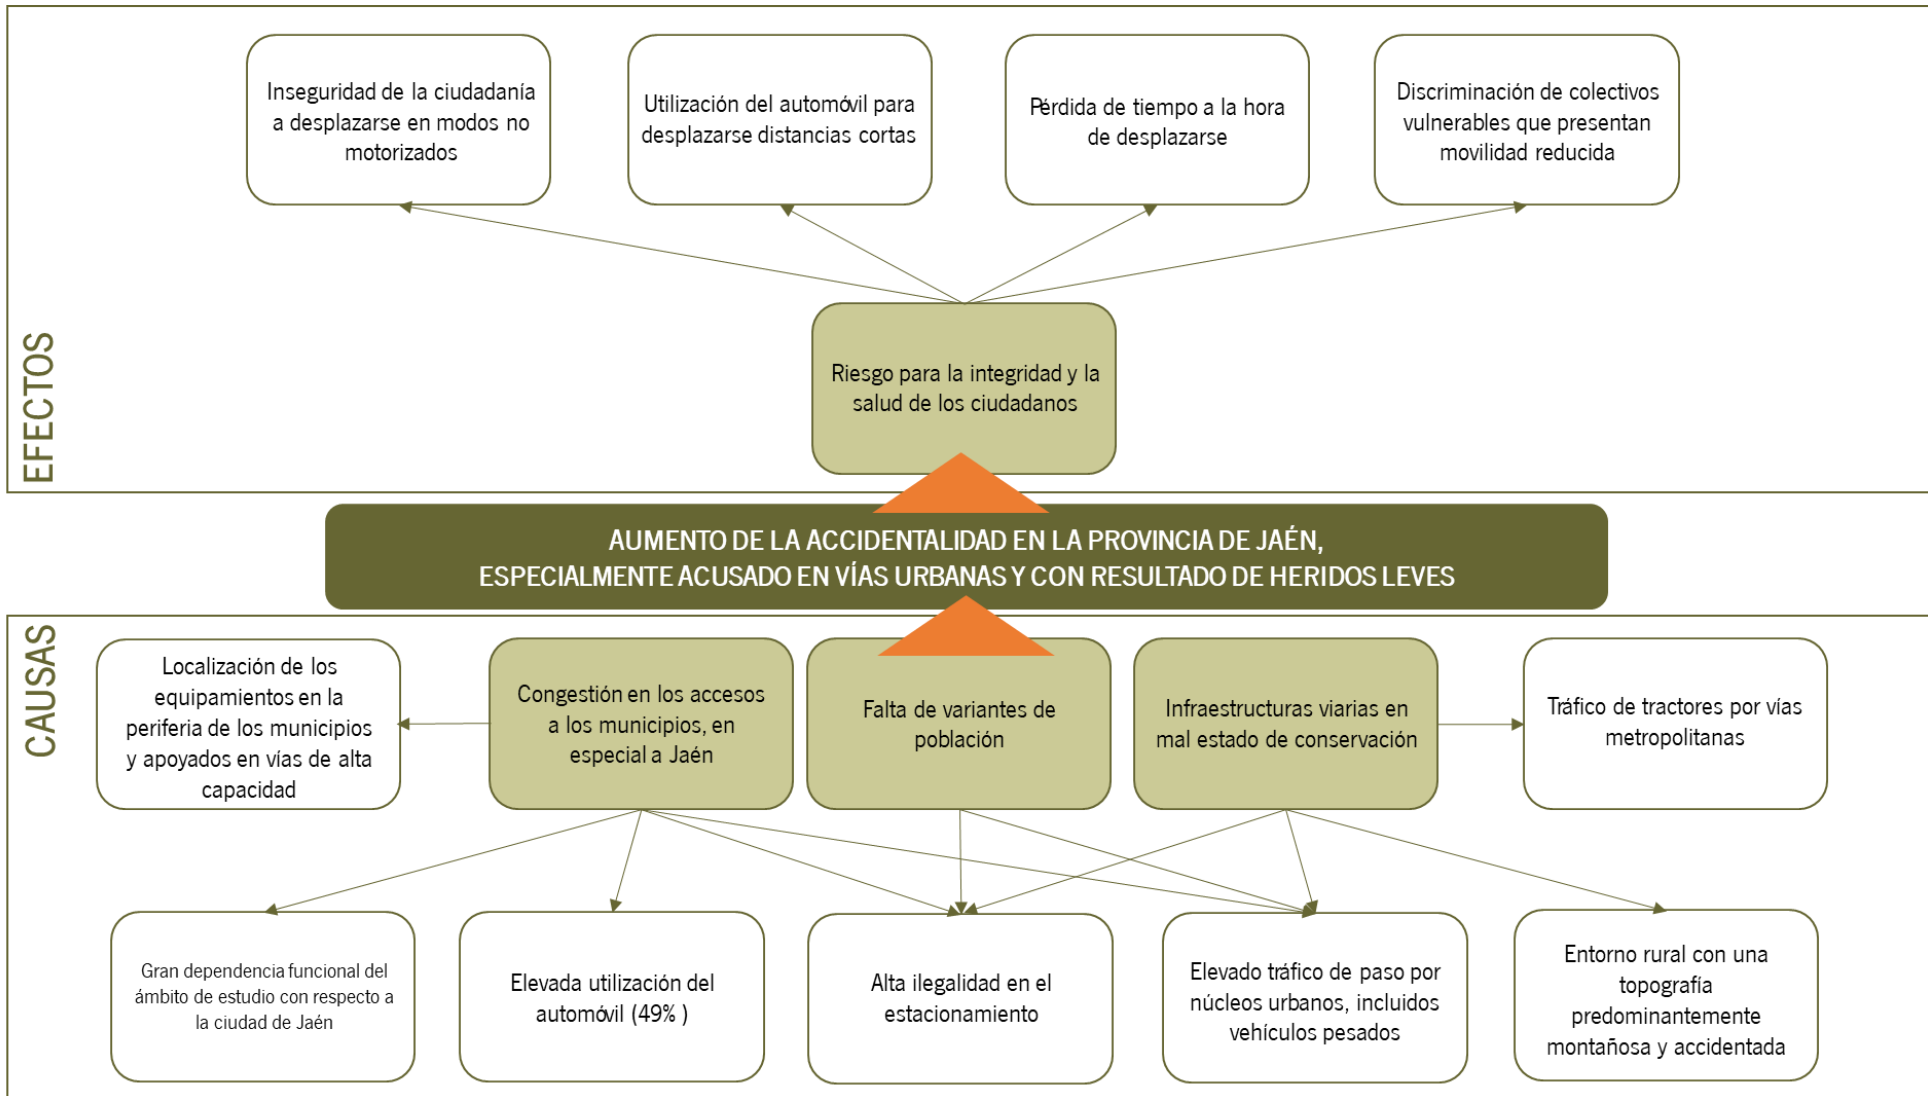 EFECTOS
Inseguridad de la ciudadanía
a desplazarse en modos no
motorizados
Utilización del automóvil para
desplazarse distancias cortas
Pérdida de tiempo a la hora
de desplazarse
Discriminación de colectivos
vulnerables que presentan
movilidad reducida
Riesgo para la integridad y la
salud de los ciudadanos
AUMENTO DE LA ACCIDENTALIDAD EN LA PROVINCIA DE JAÉN,
ESPECIALMENTE ACUSADO EN VÍAS URBANAS Y CON RESULTADO DE HERIDOS LEVES
CAUSAS
Localización de los
equipamientos en la
periferia de los municipios
y apoyados en vías de alta
capacidad
Congestión en los accesos
a los municipios, en
especial a Jaén
Falta de variantes de
población
Infraestructuras viarias en
mal estado de conservación
Tráfico de tractores por vías
metropolitanas
Gran dependencia funcional del
ámbito de estudio con respecto a
la ciudad de Jaén
Elevada utilización del
automóvil (49% )
Alta ilegalidad en el
estacionamiento
Elevado tráfico de paso por
núcleos urbanos, incluidos
vehículos pesados
Entorno rural con una
topografía
predominantemente
montañosa y accidentada